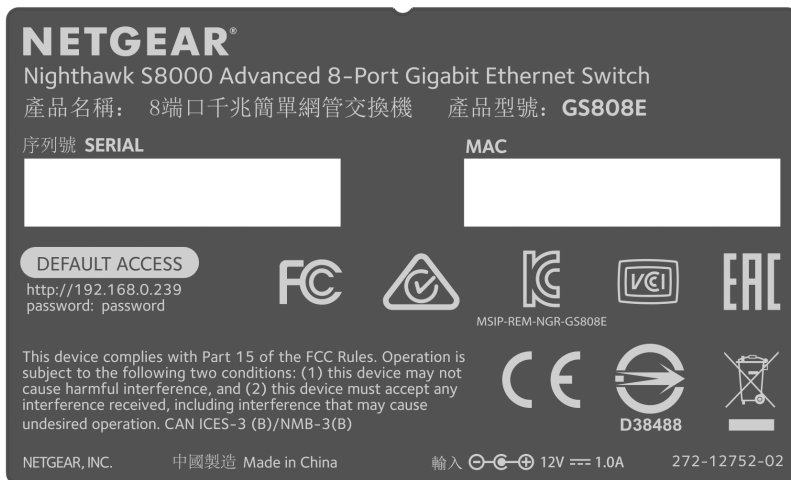 NETGEAR®
Nighthawk S8000 Advanced 8-Port Gigabit Ethernet Switch
產品名稱： 8端口千兆簡單網管交換機 產品型號：GS808E
序列號 SERIAL
MAC
DEFAULT ACCESS
http://192.168.0.239
password: password
FC
VCI
EAC
MSIP-REM-NGR-GS808E
This device complies with Part 15 of the FCC Rules. Operation is
subject to the following two conditions: (1) this device may not
cause harmful interference, and (2) this device must accept any
interference received, including interference that may cause
undesired operation. CAN ICES-3 (B)/NMB-3(B)
CE
D38488
NETGEAR, INC. 中國製造 Made in China 輸入 12V 1.0A 272-12752-02